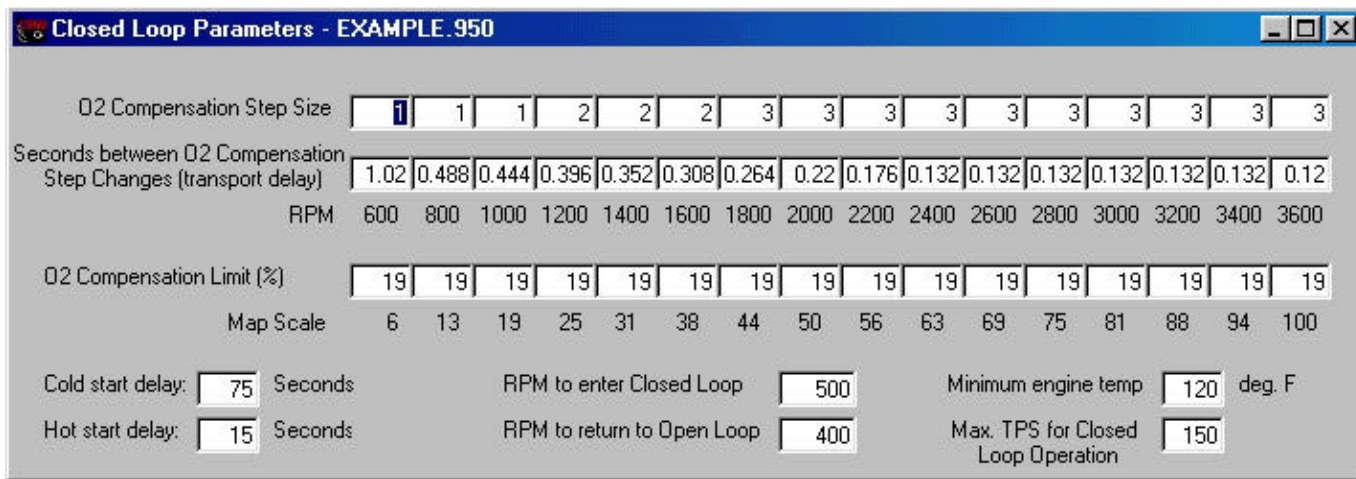 Closed Loop Parameters - EXAMPLE.950
O2 Compensation Step Size 1 1 1 2 2 2 3 3 3 3 3 3 3 3 3 3
Seconds between O2 Compensation
Step Changes (transport delay) 1.02 0.488 0.444 0.396 0.352 0.308 0.264 0.22 0.176 0.132 0.132 0.132 0.132 0.132 0.132 0.12
RPM 600 800 1000 1200 1400 1600 1800 2000 2200 2400 2600 2800 3000 3200 3400 3600
O2 Compensation Limit (%) 19 19 19 19 19 19 19 19 19 19 19 19 19 19 19 19
Map Scale 6 13 19 25 31 38 44 50 56 63 69 75 81 88 94 100
Cold start delay: 75 Seconds RPM to enter Closed Loop 500 Minimum engine temp 120 deg. F
Hot start delay: 15 Seconds RPM to return to Open Loop 400 Max. TPS for Closed 150
Loop Operation